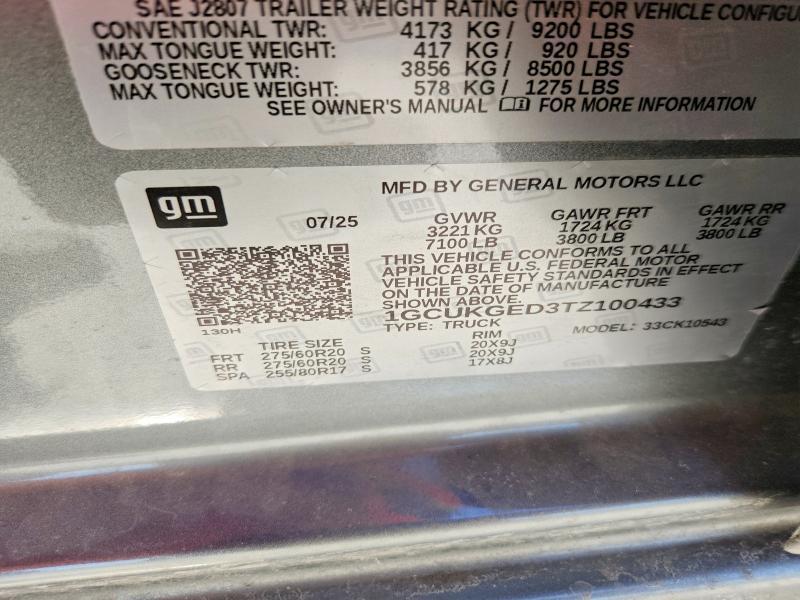 SAE J2807 TRAILER WEIGHT RATING (TWR) FOR VEHICLE CONFIGU
CONVENTIONAL TWR: 4173 KG / 9200 LBS
MAX TONGUE WEIGHT: 417 KG / 920 LBS
GOOSENECK TWR: 3856 KG / 8500 LBS
MAX TONGUE WEIGHT: 578 KG / 1275 LBS
SEE OWNER'S MANUAL FOR MORE INFORMATION
gm
MFD BY GENERAL MOTORS LLC
07/25
GVWR GAWR FRT GAWR RR
3221 KG 1724 KG 1724 KG
7100 LB 3800 LB 3800 LB
THIS VEHICLE CONFORMS TO ALL
APPLICABLE U.S. FEDERAL MOTOR
VEHICLE SAFETY STANDARDS IN EFFECT
ON THE DATE OF MANUFACTURE
SHOWN ABOVE.
1GCUKGED3TZ100433
TYPE: TRUCK MODEL: 33CK10543
130H
TIRE SIZE RIM
FRT 275/60R20 S 20X9J
RR 275/60R20 S 20X9J
SPA 255/80R17 S 17X8J